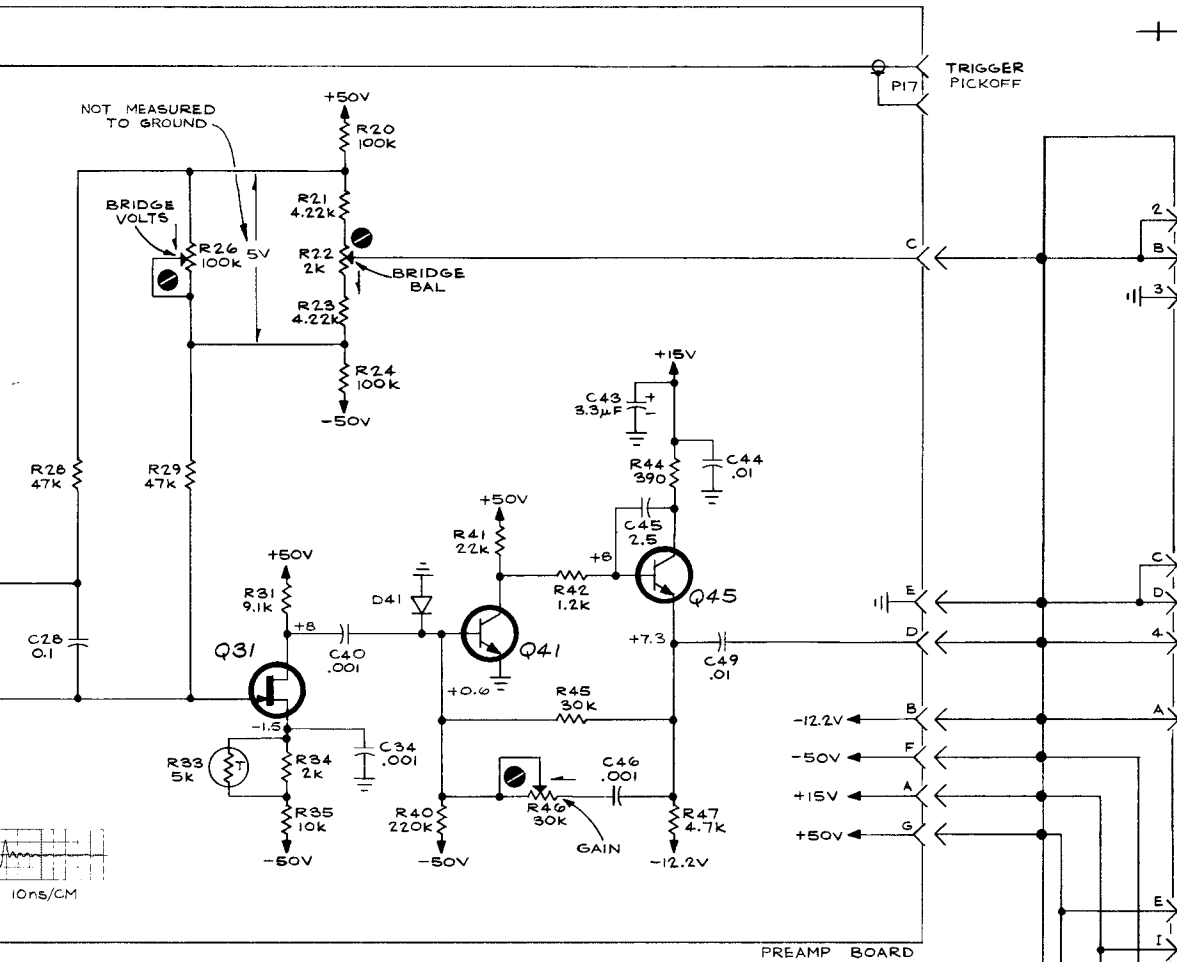 TRIGGER
PICKOFF
P17
NOT MEASURED
TO GROUND
+50V
R20
100K
BRIDGE
VOLTS
R21
4.22K
2
R26
100K
5V
R22
2K
BRIDGE
BAL
C
B
3
R23
4.22K
R24
100K
-50V
+15V
C43
3.3µF
+
-
R28
47K
R29
47K
R44
390
C44
.01
+50V
R41
22K
C45
2.5
+8
+50V
R31
9.1K
D41
R42
1.2K
Q45
E
C
D
C28
0.1
Q31
+8
C40
.001
Q41
+7.3
C49
.01
D
4
+0.6
R45
30K
-1.5
-12.2V
B
A
R33
5K
T
R34
2K
C34
.001
C46
.001
-50V
F
+15V
A
R35
10K
R40
220K
R46
30K
GAIN
R47
4.7K
+50V
G
-50V
-50V
-12.2V
10ns/CM
E
I
PREAMP BOARD